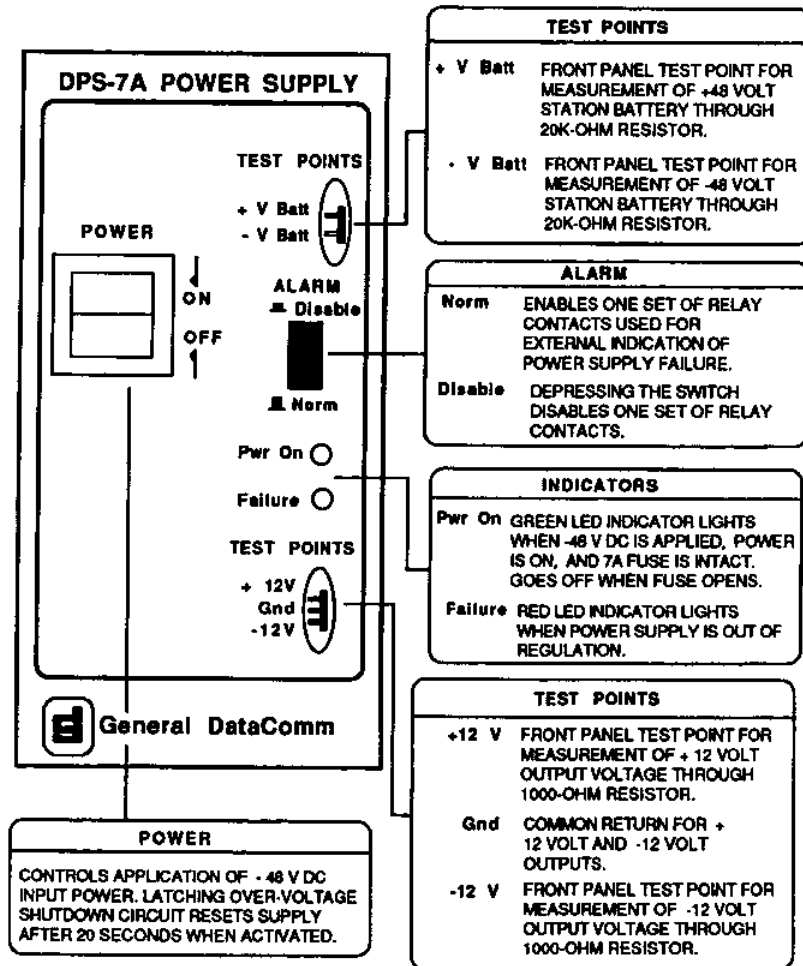 DPS-7A POWER SUPPLY
TEST POINTS
+ V Batt
- V Batt
POWER
ON
OFF
ALARM
Disable
Norm
Pwr On
Failure
TEST POINTS
+ 12V
Gnd
-12V
General DataComm
POWER
CONTROLS APPLICATION OF - 48 V DC
INPUT POWER. LATCHING OVER-VOLTAGE
SHUTDOWN CIRCUIT RESETS SUPPLY
AFTER 20 SECONDS WHEN ACTIVATED.
TEST POINTS
+ V Batt FRONT PANEL TEST POINT FOR
MEASUREMENT OF +48 VOLT
STATION BATTERY THROUGH
20K-OHM RESISTOR.
- V Batt FRONT PANEL TEST POINT FOR
MEASUREMENT OF -48 VOLT
STATION BATTERY THROUGH
20K-OHM RESISTOR.
ALARM
Norm ENABLES ONE SET OF RELAY
CONTACTS USED FOR
EXTERNAL INDICATION OF
POWER SUPPLY FAILURE.
Disable DEPRESSING THE SWITCH
DISABLES ONE SET OF RELAY
CONTACTS.
INDICATORS
Pwr On GREEN LED INDICATOR LIGHTS
WHEN -48 V DC IS APPLIED, POWER
IS ON, AND 7A FUSE IS INTACT.
GOES OFF WHEN FUSE OPENS.
Failure RED LED INDICATOR LIGHTS
WHEN POWER SUPPLY IS OUT OF
REGULATION.
TEST POINTS
+12 V FRONT PANEL TEST POINT FOR
MEASUREMENT OF + 12 VOLT
OUTPUT VOLTAGE THROUGH
1000-OHM RESISTOR.
Gnd COMMON RETURN FOR +
12 VOLT AND -12 VOLT
OUTPUTS.
-12 V FRONT PANEL TEST POINT FOR
MEASUREMENT OF -12 VOLT
OUTPUT VOLTAGE THROUGH
1000-OHM RESISTOR.